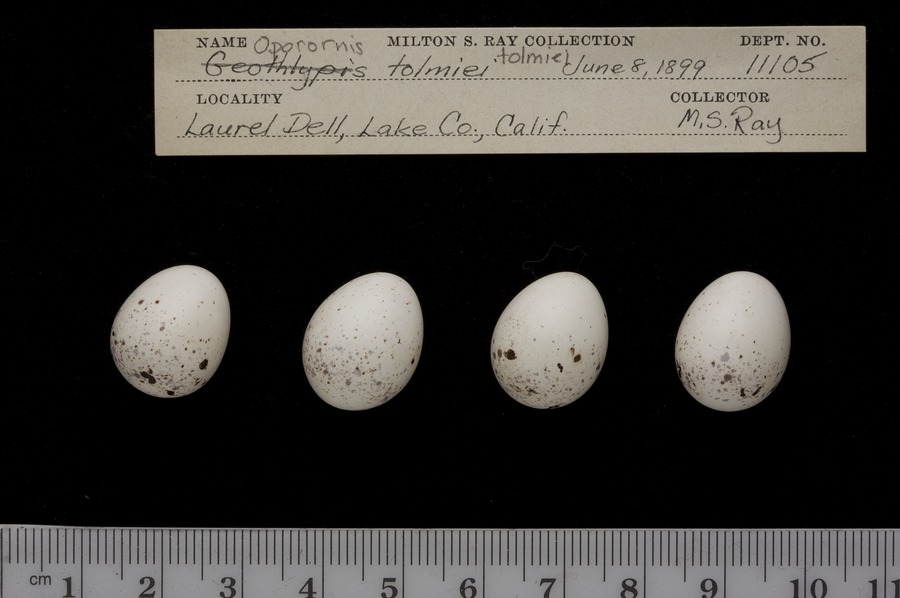 NAME Oporornis MILTON S. RAY COLLECTION DEPT. NO.
Geothlypis tolmiei tolmiei June 8, 1899 11105
LOCALITY COLLECTOR
Laurel Dell, Lake Co., Calif. M.S. Ray
cm 1 2 3 4 5 6 7 8 9 10 11